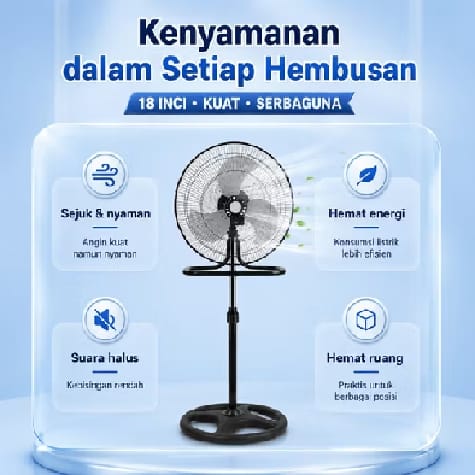 Kenyamanan
dalam Setiap Hembusan
18 INCI • KUAT • SERBAGUNA
Sejuk & nyaman
Angin kuat
namun nyaman
Hemat energi
Konsumsi listrik
lebih efisien
Suara halus
Kebisingan rendah
Hemat ruang
Praktis untuk
berbagai posisi